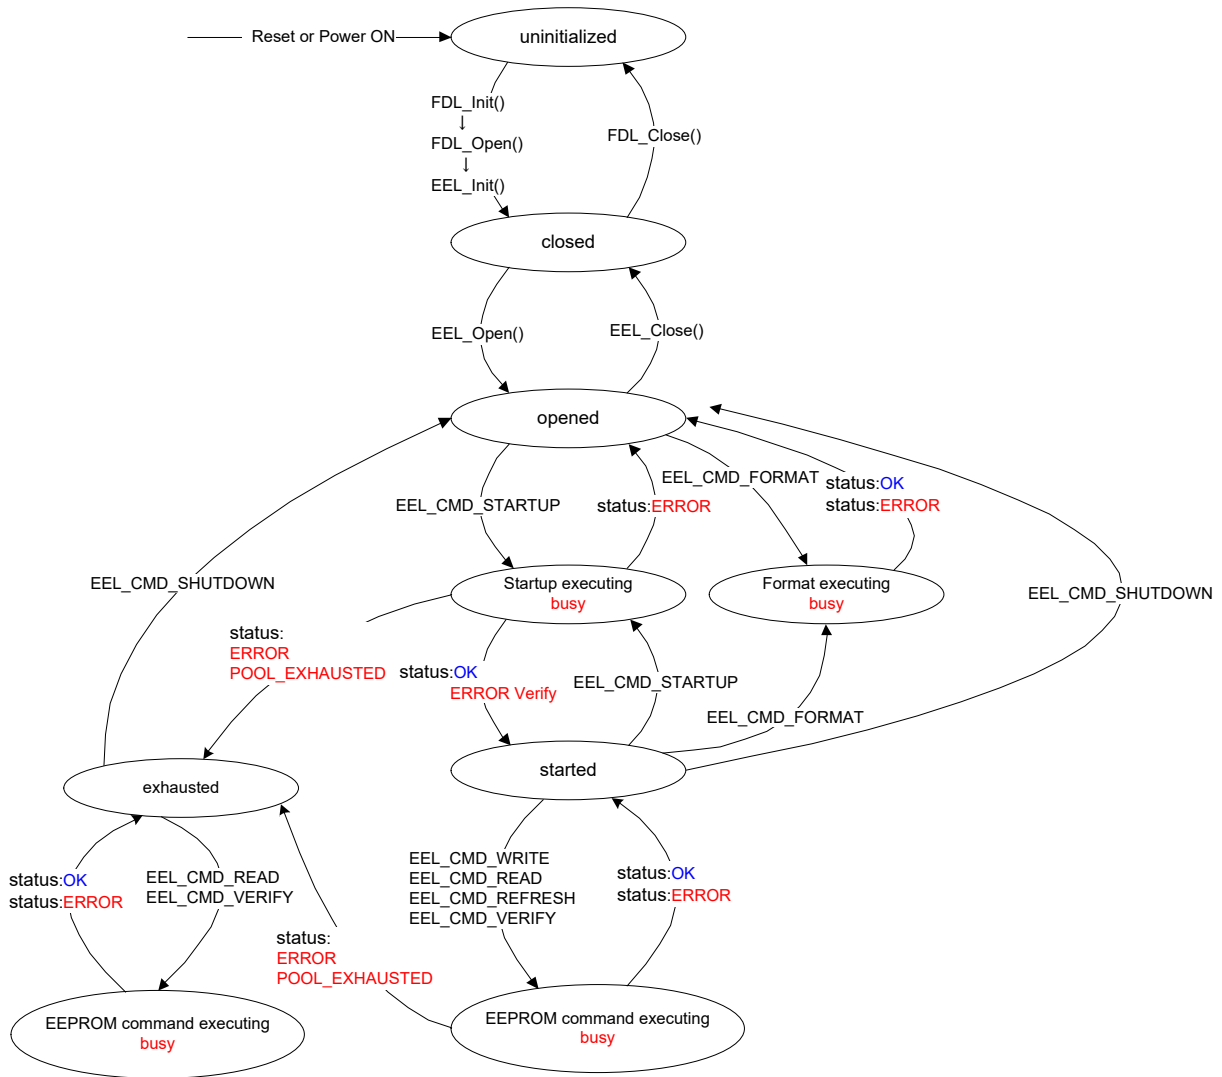 Reset or Power ON
uninitialized
FDL_Init()
↓
FDL_Open()
↓
EEL_Init()
FDL_Close()
closed
EEL_Open()
EEL_Close()
opened
EEL_CMD_STARTUP
status:ERROR
EEL_CMD_FORMAT
status:OK
status:ERROR
EEL_CMD_SHUTDOWN
Startup executing
busy
Format executing
busy
EEL_CMD_SHUTDOWN
status:
ERROR
POOL_EXHAUSTED
status:OK
ERROR Verify
EEL_CMD_STARTUP
EEL_CMD_FORMAT
exhausted
started
status:OK
status:ERROR
EEL_CMD_READ
EEL_CMD_VERIFY
EEL_CMD_WRITE
EEL_CMD_READ
EEL_CMD_REFRESH
EEL_CMD_VERIFY
status:OK
status:ERROR
status:
ERROR
POOL_EXHAUSTED
EEPROM command executing
busy
EEPROM command executing
busy